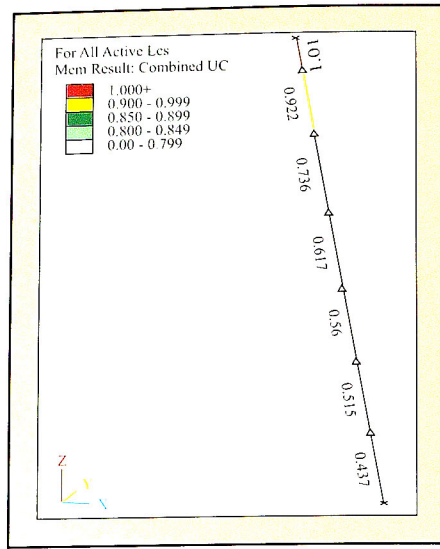 For All Active Lcs
Mem Result: Combined UC
1.000+
0.900 - 0.999
0.850 - 0.899
0.800 - 0.849
0.00 - 0.799
1.01
0.922
0.736
0.617
0.56
0.515
0.437
Z
Y
X